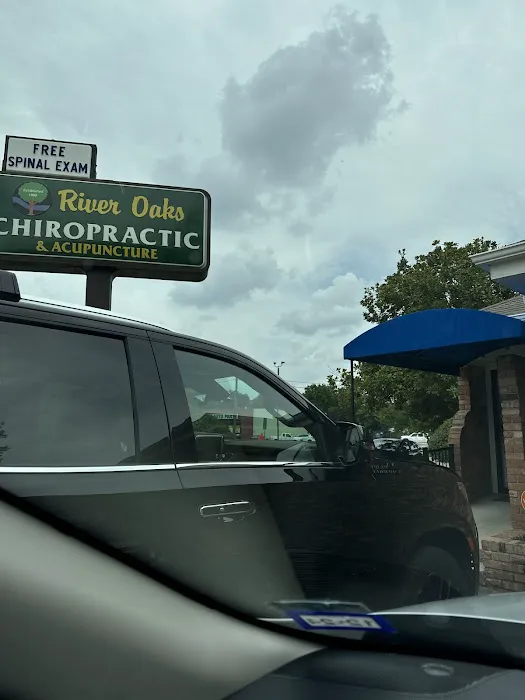 FREE
SPINAL EXAM
River Oaks
CHIROPRACTIC
& ACUPUNCTURE